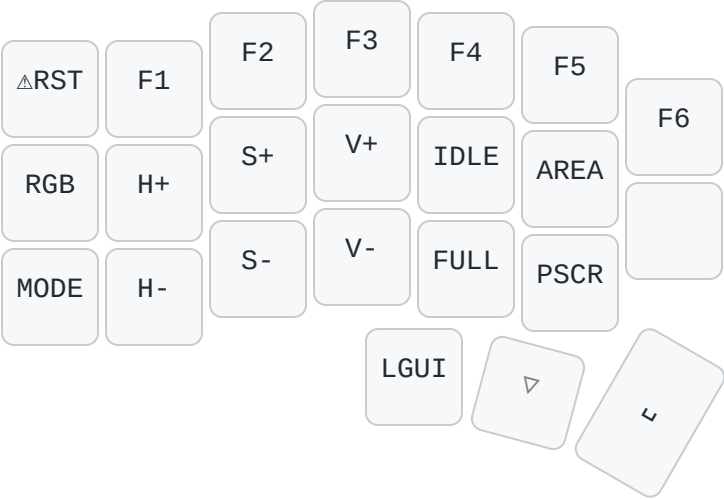 ⚠RST F1 F2 F3 F4 F5 F6
RGB H+ S+ V+ IDLE AREA
MODE H- S- V- FULL PSCR
LGUI ▽ ␣